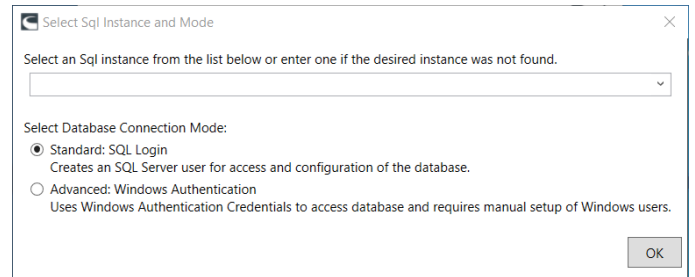 Select Sql Instance and Mode
Select an Sql instance from the list below or enter one if the desired instance was not found.
Select Database Connection Mode:
Standard: SQL Login
Creates an SQL Server user for access and configuration of the database.
Advanced: Windows Authentication
Uses Windows Authentication Credentials to access database and requires manual setup of Windows users.
OK